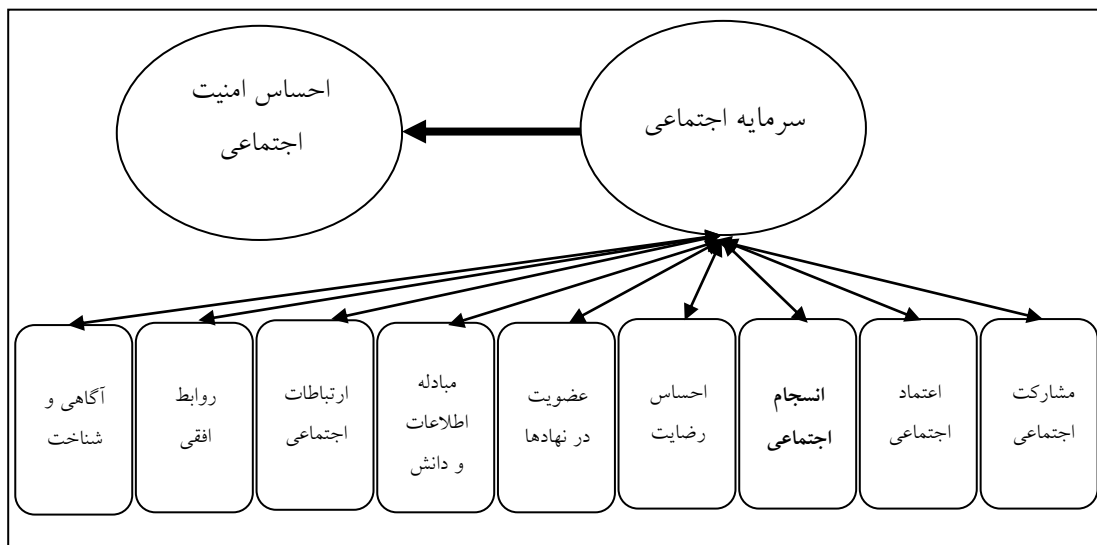 سرمایه اجتماعی
احساس امنیت
اجتماعی
مشارکت
اجتماعی
اعتماد
اجتماعی
انسجام
اجتماعی
احساس
رضایت
عضویت
در نهادها
مبادله
اطلاعات
و دانش
ارتباطات
اجتماعی
روابط
افقی
آگاهی و
شناخت